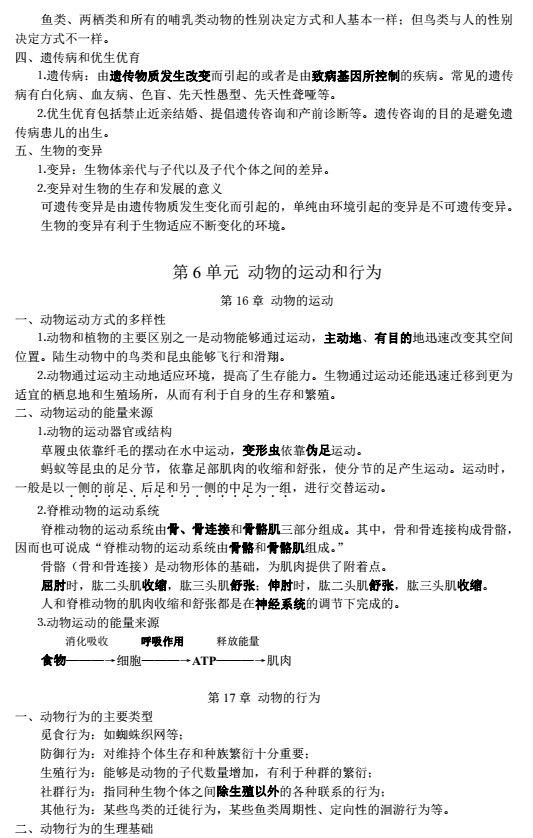 鱼类、两栖类和所有的哺乳类动物的性别决定方式和人基本一样；但鸟类与人的性别
决定方式不一样。
四、遗传病和优生优育
1.遗传病：由遗传物质发生改变而引起的或者是由致病基因所控制的疾病。常见的遗传
病有白化病、血友病、色盲、先天性愚型、先天性聋哑等。
2.优生优育包括禁止近亲结婚、提倡遗传咨询和产前诊断等。遗传咨询的目的是避免遗
传病患儿的出生。
五、生物的变异
1.变异：生物体亲代与子代以及子代个体之间的差异。
2.变异对生物的生存和发展的意义
可遗传变异是由遗传物质发生变化而引起的，单纯由环境引起的变异是不可遗传变异。
生物的变异有利于生物适应不断变化的环境。
第 6 单元 动物的运动和行为
第 16 章 动物的运动
一、动物运动方式的多样性
1.动物和植物的主要区别之一是动物能够通过运动，主动地、有目的地迅速改变其空间
位置。陆生动物中的鸟类和昆虫能够飞行和滑翔。
2.动物通过运动主动地适应环境，提高了生存能力。生物通过运动还能迅速迁移到更为
适宜的栖息地和生殖场所，从而有利于自身的生存和繁殖。
二、动物运动的能量来源
1.动物的运动器官或结构
草履虫依靠纤毛的摆动在水中运动，变形虫依靠伪足运动。
蚂蚁等昆虫的足分节，依靠足部肌肉的收缩和舒张，使分节的足产生运动。运动时，
一般是以一侧的前足、后足和另一侧的中足为一组，进行交替运动。
2.脊椎动物的运动系统
脊椎动物的运动系统由骨、骨连接和骨骼肌三部分组成。其中，骨和骨连接构成骨骼，
因而也可说成“脊椎动物的运动系统由骨骼和骨骼肌组成。”
骨骼（骨和骨连接）是动物形体的基础，为肌肉提供了附着点。
屈肘时，肱二头肌收缩，肱三头肌舒张；伸肘时，肱二头肌舒张，肱三头肌收缩。
人和脊椎动物的肌肉收缩和舒张都是在神经系统的调节下完成的。
3.动物运动的能量来源
消化吸收 呼吸作用 释放能量
食物———→细胞———→ATP———→肌肉
第 17 章 动物的行为
一、动物行为的主要类型
觅食行为：如蜘蛛织网等；
防御行为：对维持个体生存和种族繁衍十分重要；
生殖行为：能够是动物的子代数量增加，有利于种群的繁衍；
社群行为：指同种生物个体之间除生殖以外的各种联系的行为；
其他行为：某些鸟类的迁徙行为，某些鱼类周期性、定向性的洄游行为等。
二、动物行为的生理基础